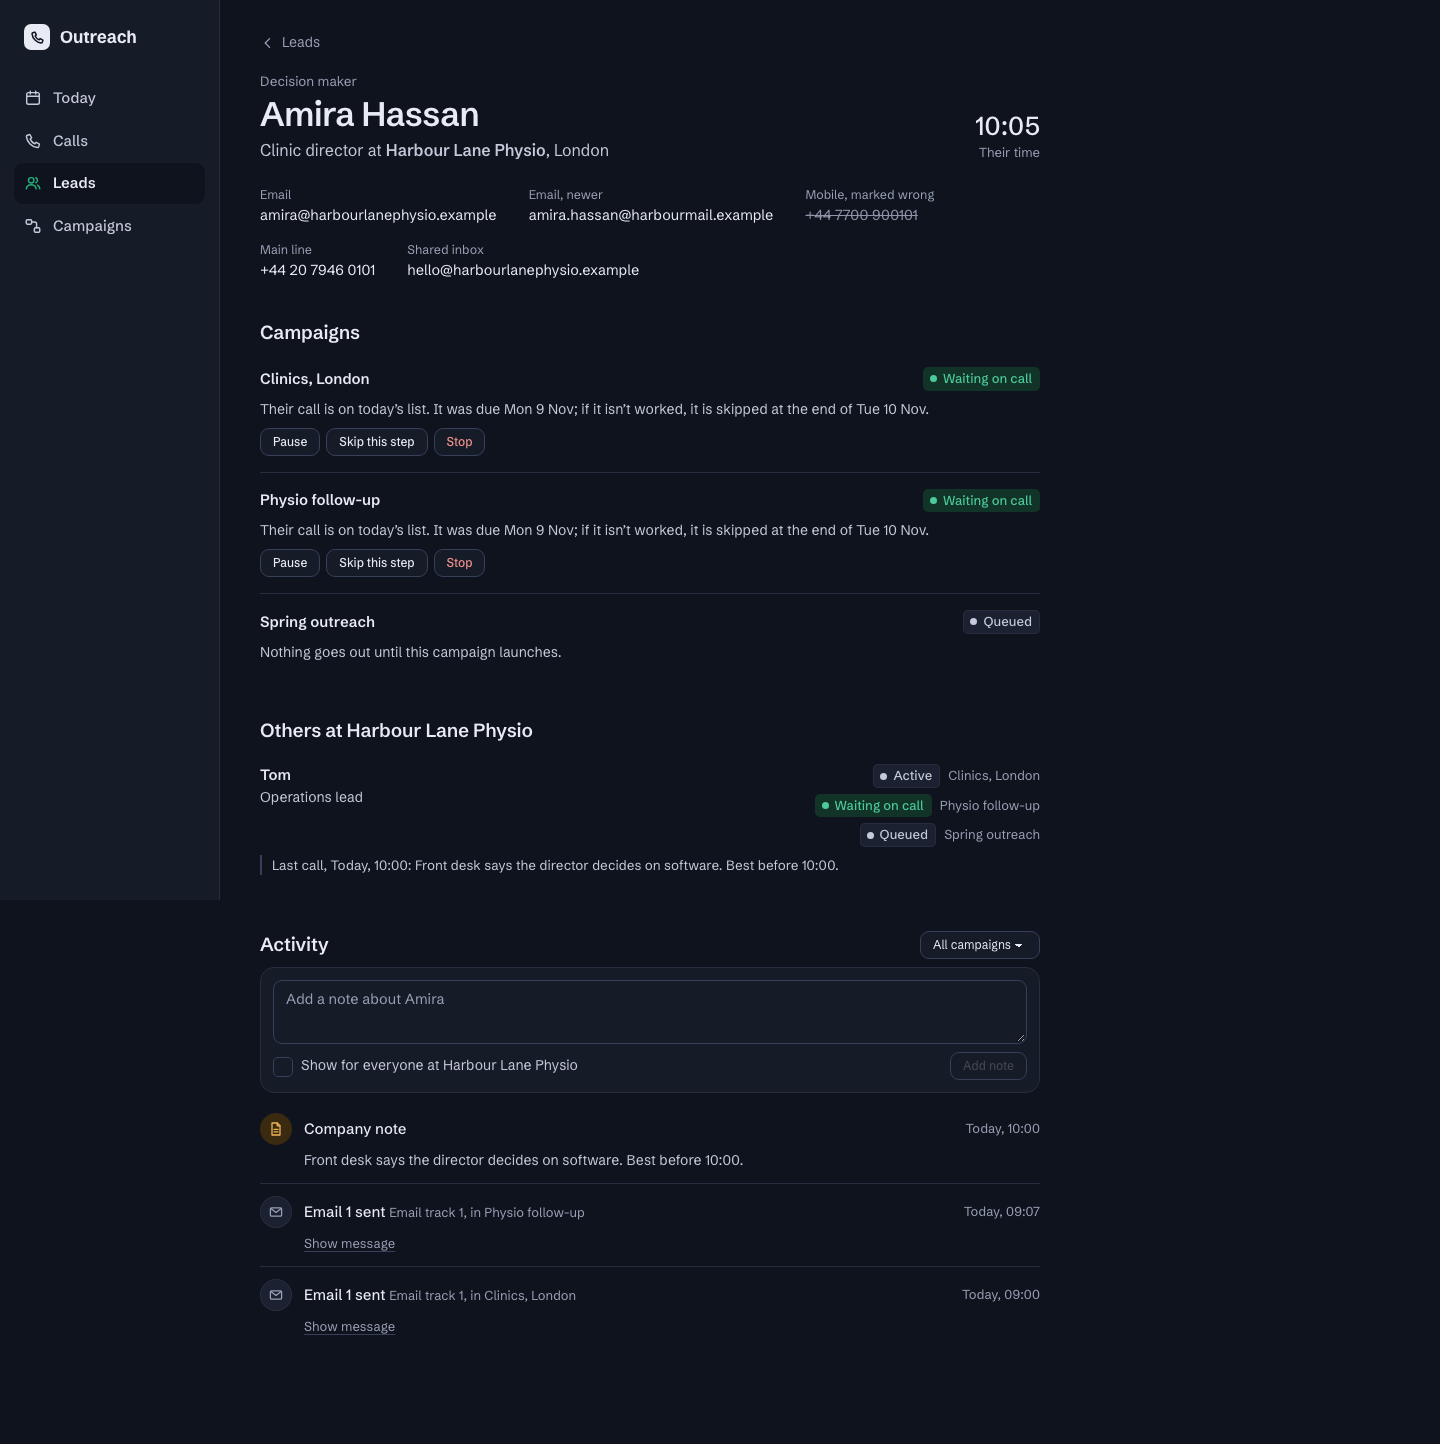 Outreach
Today
Calls
Leads
Campaigns
Leads
Decision maker
Amira Hassan
Clinic director at Harbour Lane Physio, London
10:05
Their time
Email
amira@harbourlanephysio.example
Email, newer
amira.hassan@harbourmail.example
Mobile, marked wrong
+44 7700 900101
Main line
+44 20 7946 0101
Shared inbox
hello@harbourlanephysio.example
Campaigns
Clinics, London
Waiting on call
Their call is on today’s list. It was due Mon 9 Nov; if it isn’t worked, it is skipped at the end of Tue 10 Nov.
Pause
Skip this step
Stop
Physio follow-up
Waiting on call
Their call is on today’s list. It was due Mon 9 Nov; if it isn’t worked, it is skipped at the end of Tue 10 Nov.
Pause
Skip this step
Stop
Spring outreach
Queued
Nothing goes out until this campaign launches.
Others at Harbour Lane Physio
Tom
Operations lead
Active Clinics, London
Waiting on call Physio follow-up
Queued Spring outreach
Last call, Today, 10:00: Front desk says the director decides on software. Best before 10:00.
Activity
All campaigns
Add a note about Amira
Show for everyone at Harbour Lane Physio
Add note
Company note
Today, 10:00
Front desk says the director decides on software. Best before 10:00.
Email 1 sent Email track 1, in Physio follow-up
Today, 09:07
Show message
Email 1 sent Email track 1, in Clinics, London
Today, 09:00
Show message